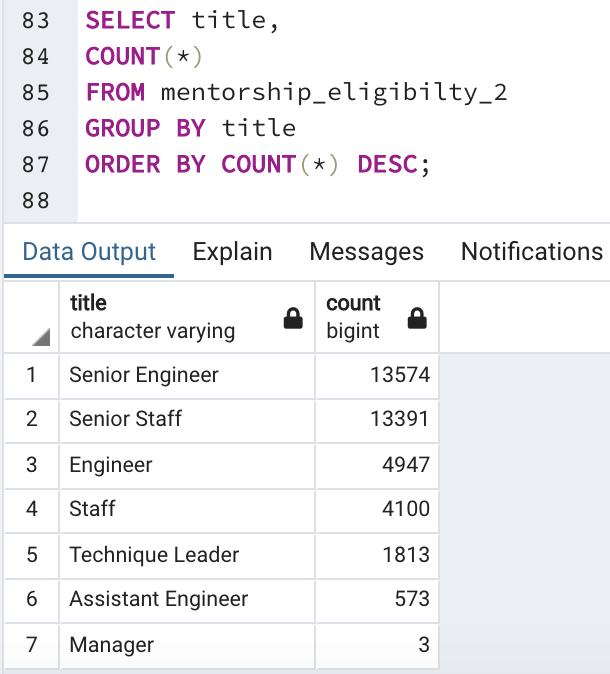 83 SELECT title,
84 COUNT(*)
85 FROM mentorship_eligibilty_2
86 GROUP BY title
87 ORDER BY COUNT(*) DESC;
88
Data Output Explain Messages Notifications
title count
character varying bigint
1 Senior Engineer 13574
2 Senior Staff 13391
3 Engineer 4947
4 Staff 4100
5 Technique Leader 1813
6 Assistant Engineer 573
7 Manager 3